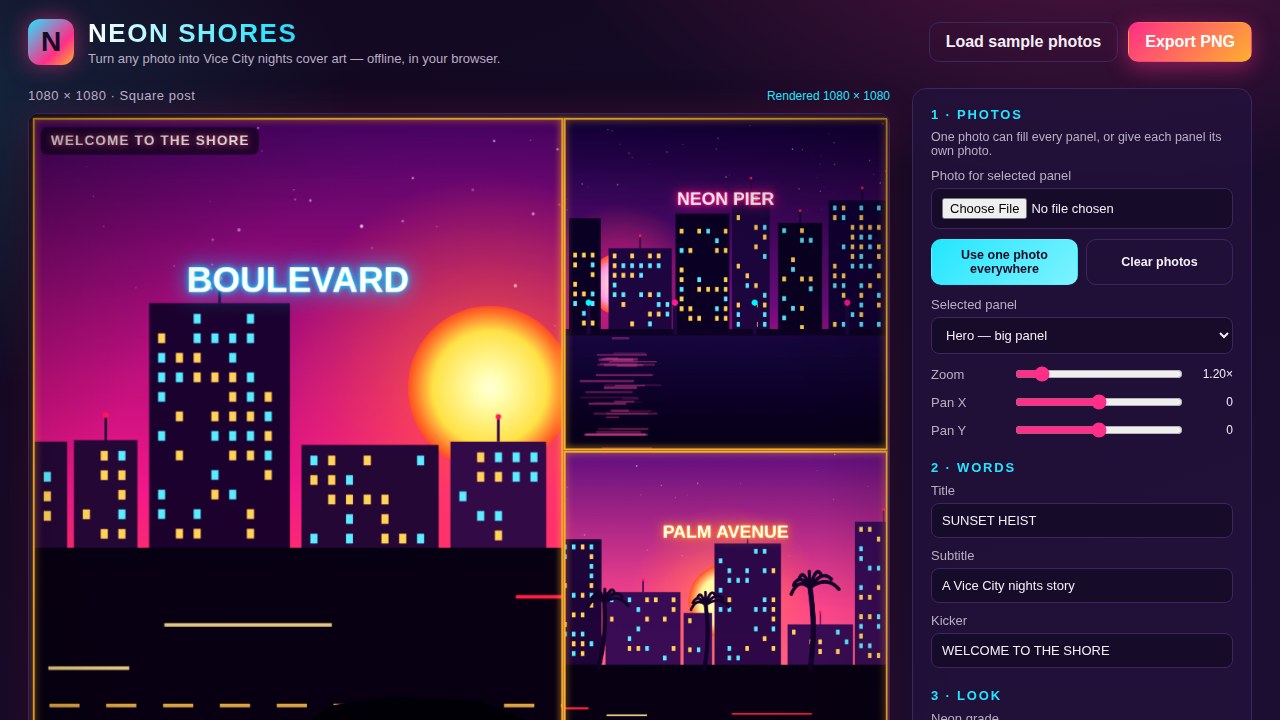 N
NEON SHORES
Turn any photo into Vice City nights cover art — offline, in your browser.
Load sample photos
Export PNG
1080 × 1080 · Square post
Rendered 1080 × 1080
WELCOME TO THE SHORE
BOULEVARD
NEON PIER
PALM AVENUE
1 · PHOTOS
One photo can fill every panel, or give each panel its
own photo.
Photo for selected panel
Choose File No file chosen
Use one photo
everywhere
Clear photos
Selected panel
Hero — big panel
Zoom 1.20×
Pan X 0
Pan Y 0
2 · WORDS
Title
SUNSET HEIST
Subtitle
A Vice City nights story
Kicker
WELCOME TO THE SHORE
3 · LOOK
Neon grade